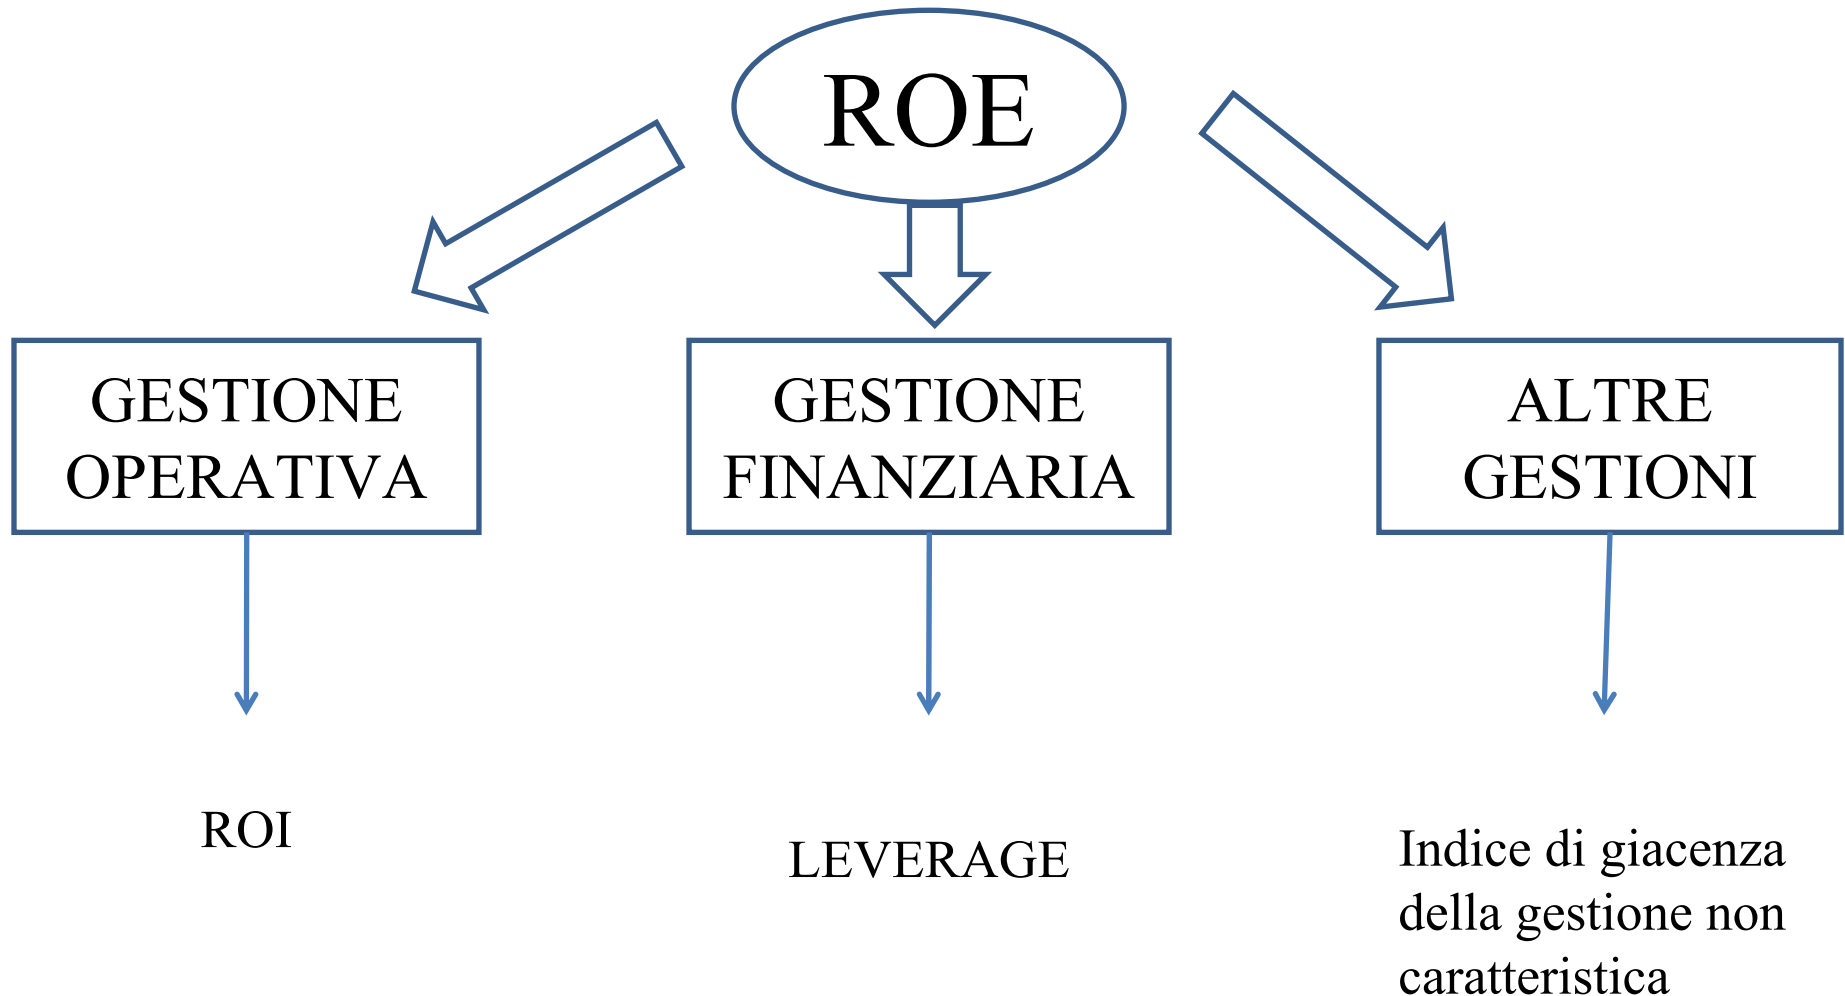 ROE
GESTIONE
OPERATIVA
GESTIONE
FINANZIARIA
ALTRE
GESTIONI
ROI
LEVERAGE
Indice di giacenza
della gestione non
caratteristica